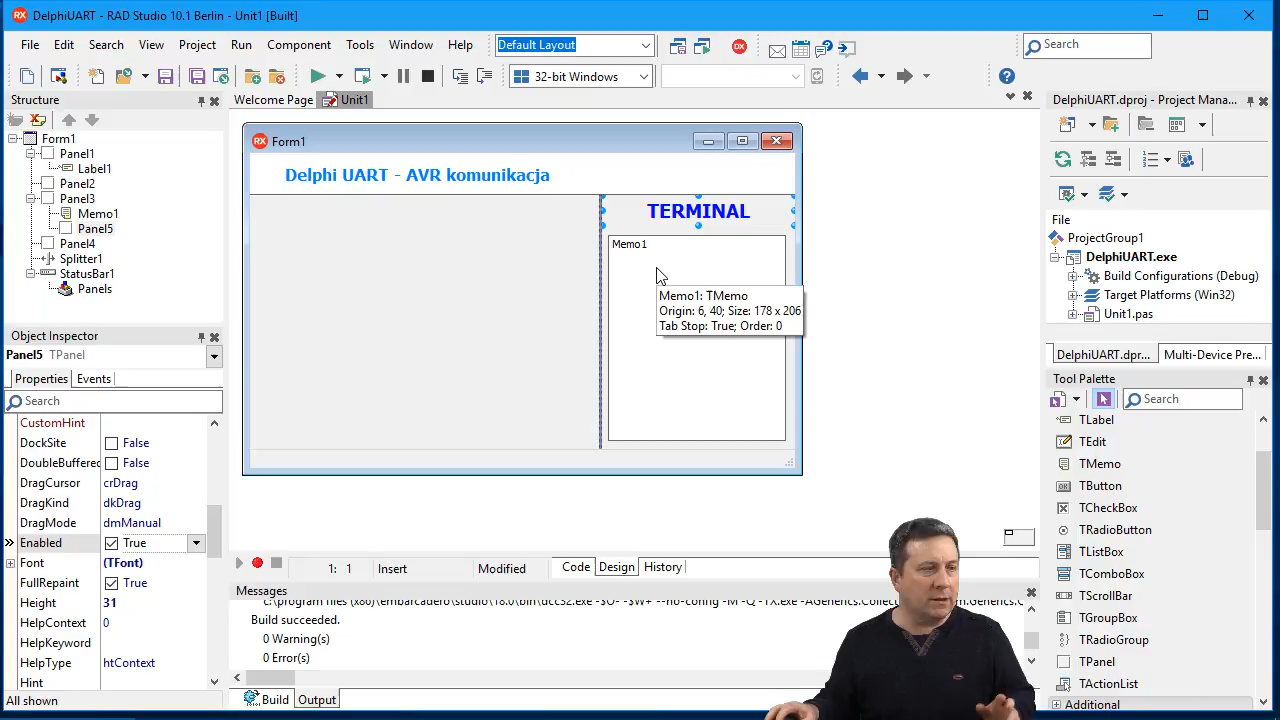 DelphiUART - RAD Studio 10.1 Berlin - Unit1 [Built]
File Edit Search View Project Run Component Tools Window Help Default Layout Search
32-bit Windows
Structure
Welcome Page Unit1
DelphiUART.dproj - Project Mana...
Form1
Panel1
Label1
Panel2
Panel3
Memo1
Panel5
Panel4
Splitter1
StatusBar1
Panels
Form1
Delphi UART - AVR komunikacja
TERMINAL
Memo1
Memo1: TMemo
Origin: 6, 40; Size: 178 x 206
Tab Stop: True; Order: 0
File
ProjectGroup1
DelphiUART.exe
Build Configurations (Debug)
Target Platforms (Win32)
Unit1.pas
DelphiUART.dpr... Multi-Device Pre...
Object Inspector
Panel5 TPanel
Properties Events
Search
CustomHint
DockSite False
DoubleBuffered False
DragCursor crDrag
DragKind dkDrag
DragMode dmManual
Enabled True
Font (TFont)
FullRepaint True
Height 31
HelpContext 0
HelpKeyword
HelpType htContext
Hint
All shown
1: 1 Insert Modified Code Design History
Messages
Build succeeded.
0 Warning(s)
0 Error(s)
Build Output
Tool Palette
Search
TLabel
TEdit
TMemo
TButton
TCheckBox
TRadioButton
TListBox
TComboBox
TScrollBar
TGroupBox
TRadioGroup
TPanel
TActionList
Additional